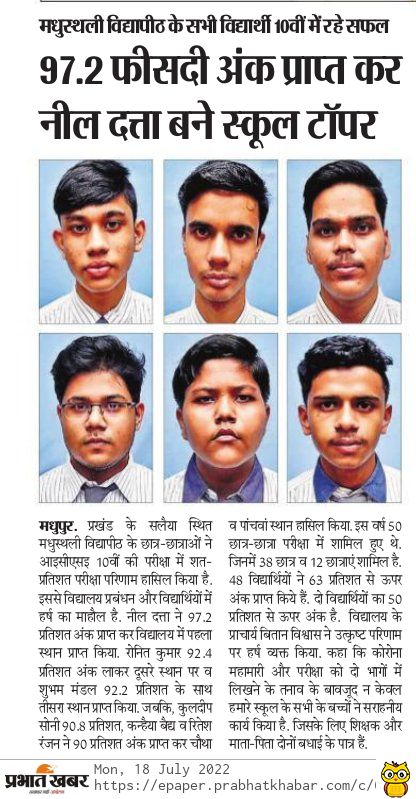 मधुस्थली विद्यापीठ के सभी विद्यार्थी 10वीं में रहे सफल
97.2 फीसदी अंक प्राप्त कर
नील दत्ता बने स्कूल टॉपर
मधुपुर. प्रखंड के सलैया स्थित
मधुस्थली विद्यापीठ के छात्र-छात्राओं ने
आइसीएसइ 10वीं की परीक्षा में शत-
प्रतिशत परीक्षा परिणाम हासिल किया है.
इससे विद्यालय प्रबंधन और विद्यार्थियों में
हर्ष का माहौल है. नील दत्ता ने 97.2
प्रतिशत अंक प्राप्त कर विद्यालय में पहला
स्थान प्राप्त किया. रोनित कुमार 92.4
प्रतिशत अंक लाकर दूसरे स्थान पर व
शुभम मंडल 92.2 प्रतिशत के साथ
तीसरा स्थान प्राप्त किया. जबकि, कुलदीप
सोनी 90.8 प्रतिशत, कन्हैया बैद्य व रितेश
रंजन ने 90 प्रतिशत अंक प्राप्त कर चौथा
व पांचवां स्थान हासिल किया. इस वर्ष 50
छात्र-छात्रा परीक्षा में शामिल हुए थे.
जिनमें 38 छात्र व 12 छात्राएं शामिल है.
48 विद्यार्थियों ने 63 प्रतिशत से ऊपर
अंक प्राप्त किये हैं. दो विद्यार्थियों का 50
प्रतिशत से ऊपर अंक है. विद्यालय के
प्राचार्य बितान विश्वास ने उत्कृष्ट परिणाम
पर हर्ष व्यक्त किया. कहा कि कोरोना
महामारी और परीक्षा को दो भागों में
लिखने के तनाव के बावजूद न केवल
हमारे स्कूल के सभी के बच्चों ने सराहनीय
कार्य किया है. जिसके लिए शिक्षक और
माता-पिता दोनों बधाई के पात्र हैं.
प्रभात खबर
Mon, 18 July 2022
https://epaper.prabhatkhabar.com/c/